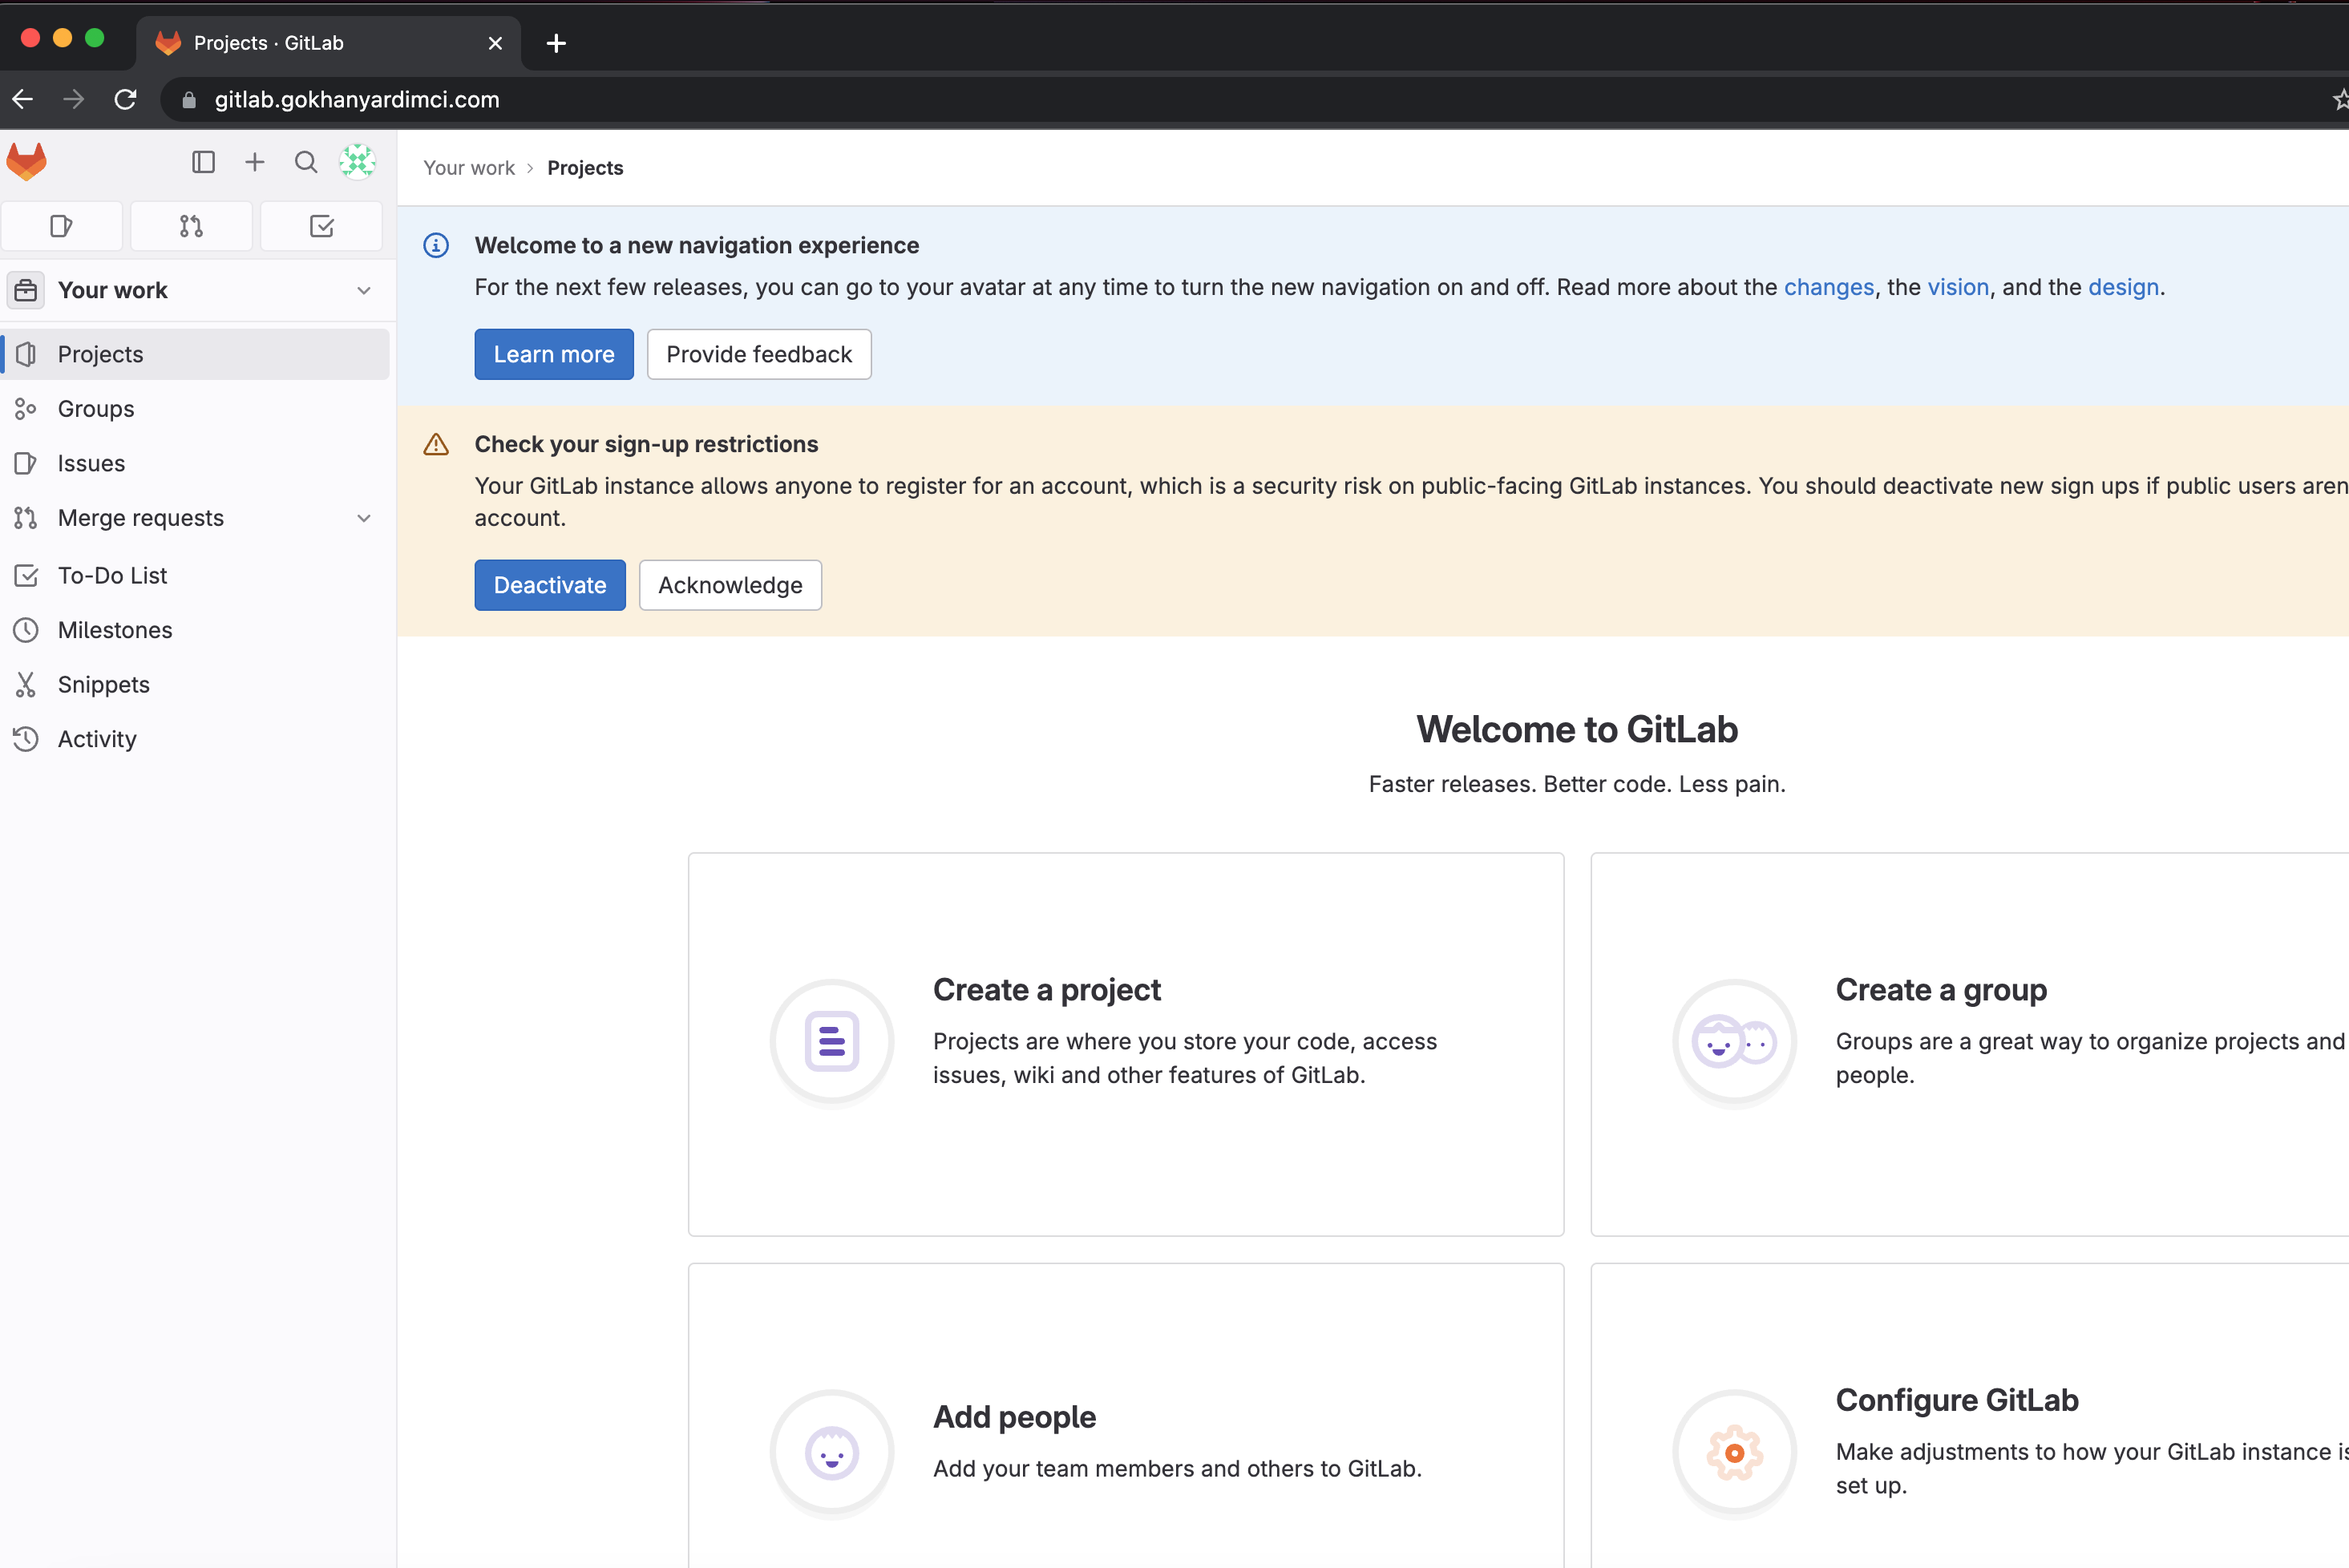 Projects · GitLab
gitlab.gokhanyardimci.com
Your work › Projects
Your work
Projects
Groups
Issues
Merge requests
To-Do List
Milestones
Snippets
Activity
Welcome to a new navigation experience
For the next few releases, you can go to your avatar at any time to turn the new navigation on and off. Read more about the changes, the vision, and the design.
Learn more
Provide feedback
Check your sign-up restrictions
Your GitLab instance allows anyone to register for an account, which is a security risk on public-facing GitLab instances. You should deactivate new sign ups if public users
account.
Deactivate
Acknowledge
Welcome to GitLab
Faster releases. Better code. Less pain.
Create a project
Projects are where you store your code, access
issues, wiki and other features of GitLab.
Create a group
Groups are a great way to organize projects and
people.
Add people
Add your team members and others to GitLab.
Configure GitLab
Make adjustments to how your GitLab instance is
set up.